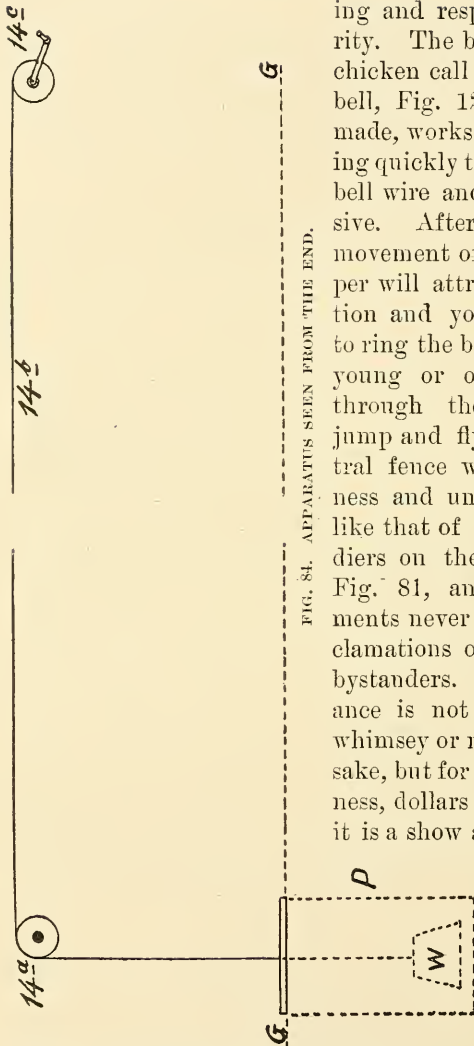 14c
14b
14a
G
G
P
W
FIG. 84. APPARATUS SEEN FROM THE END.
ing and resp
rity. The b
chicken call
bell, Fig. 1
made, works
ing quickly t
bell wire and
sive. After
movement o
per will attr
tion and yo
to ring the b
young or o
through the
jump and fl
tral fence w
ness and un
like that of
diers on the
Fig. 81, an
ments never
clamations o
bystanders.
ance is not
whimsey or
sake, but for
ness, dollars
it is a show